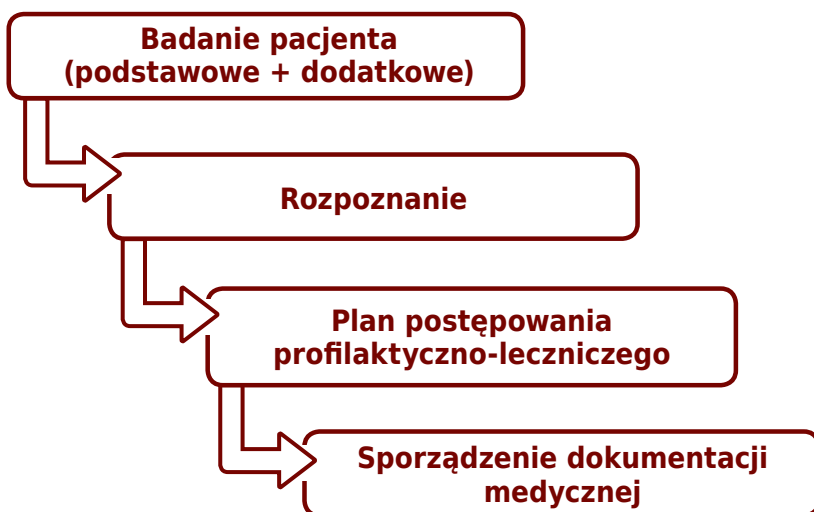 Badanie pacjenta
(podstawowe + dodatkowe)
Rozpoznanie
Plan postępowania
profilaktyczno-leczniczego
Sporządzenie dokumentacji
medycznej